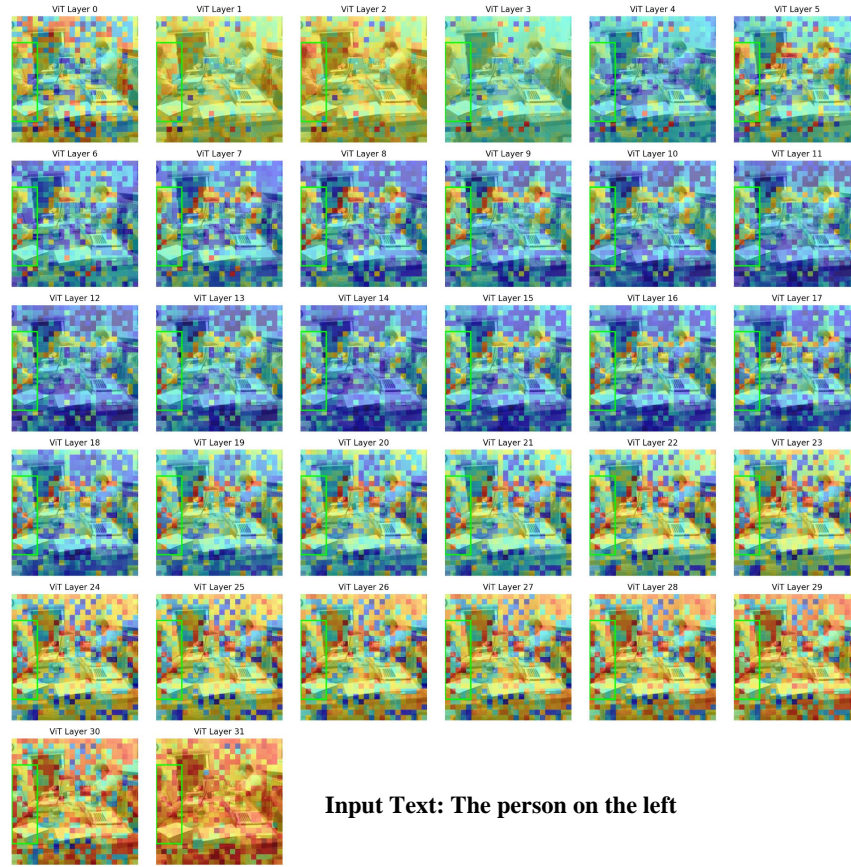 ViT Layer 0 ViT Layer 1 ViT Layer 2 ViT Layer 3 ViT Layer 4 ViT Layer 5
ViT Layer 6 ViT Layer 7 ViT Layer 8 ViT Layer 9 ViT Layer 10 ViT Layer 11
ViT Layer 12 ViT Layer 13 ViT Layer 14 ViT Layer 15 ViT Layer 16 ViT Layer 17
ViT Layer 18 ViT Layer 19 ViT Layer 20 ViT Layer 21 ViT Layer 22 ViT Layer 23
ViT Layer 24 ViT Layer 25 ViT Layer 26 ViT Layer 27 ViT Layer 28 ViT Layer 29
ViT Layer 30 ViT Layer 31
Input Text: The person on the left